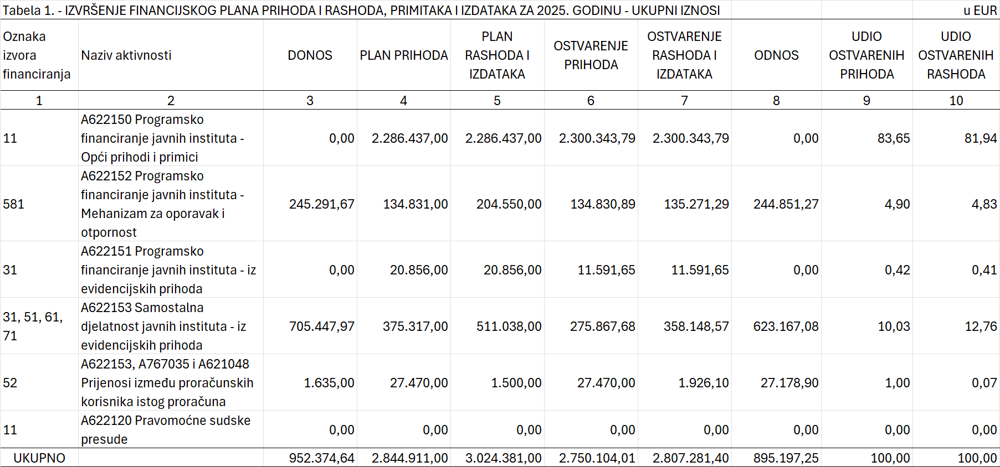 Tabela 1. - IZVRŠENJE FINANCIJSKOG PLANA PRIHODA I RASHODA, PRIMITAKA I IZDATAKA ZA 2025. GODINU - UKUPNI IZNOSI u EUR
Oznaka izvora financiranja Naziv aktivnosti DONOS PLAN PRIHODA PLAN RASHODA I IZDATAKA OSTVARENJE PRIHODA OSTVARENJE RASHODA I IZDATAKA ODNOS UDIO OSTVARENIH PRIHODA UDIO OSTVARENIH RASHODA
1 2 3 4 5 6 7 8 9 10
11 A622150 Programsko financiranje javnih instituta - Opći prihodi i primici 0,00 2.286.437,00 2.286.437,00 2.300.343,79 2.300.343,79 0,00 83,65 81,94
581 A622152 Programsko financiranje javnih instituta - Mehanizam za oporavak i otpornost 245.291,67 134.831,00 204.550,00 134.830,89 135.271,29 244.851,27 4,90 4,83
31 A622151 Programsko financiranje javnih instituta - iz evidencijskih prihoda 0,00 20.856,00 20.856,00 11.591,65 11.591,65 0,00 0,42 0,41
31, 51, 61, 71 A622153 Samostalna djelatnost javnih instituta - iz evidencijskih prihoda 705.447,97 375.317,00 511.038,00 275.867,68 358.148,57 623.167,08 10,03 12,76
52 A622153, A767035 i A621048 Prijenosi između proračunskih korisnika istog proračuna 1.635,00 27.470,00 1.500,00 27.470,00 1.926,10 27.178,90 1,00 0,07
11 A622120 Pravomoćne sudske presude 0,00 0,00 0,00 0,00 0,00 0,00 0,00 0,00
UKUPNO 952.374,64 2.844.911,00 3.024.381,00 2.750.104,01 2.807.281,40 895.197,25 100,00 100,00